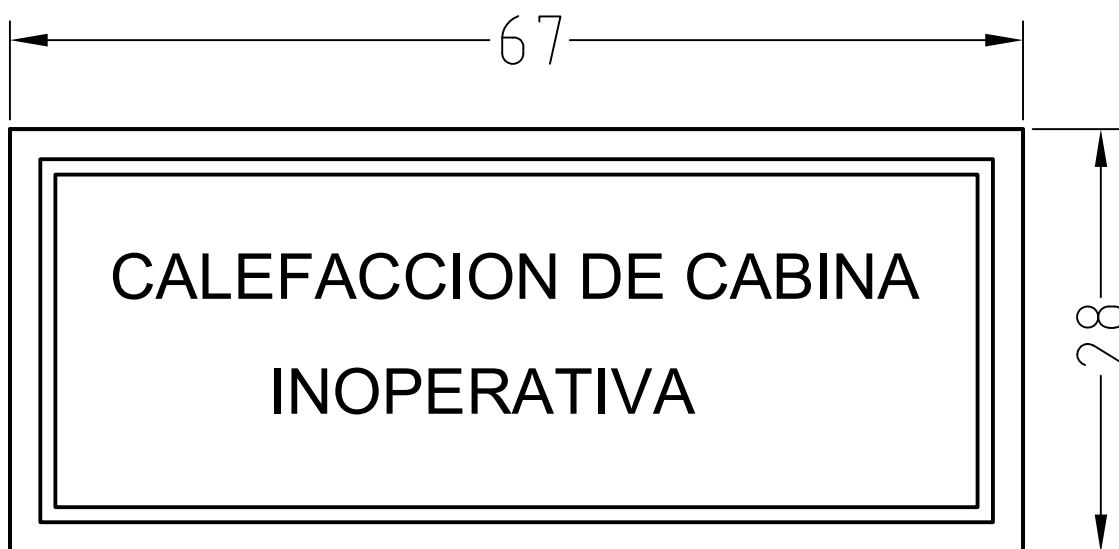 67
CALEFACCION DE CABINA
INOPERATIVA
28